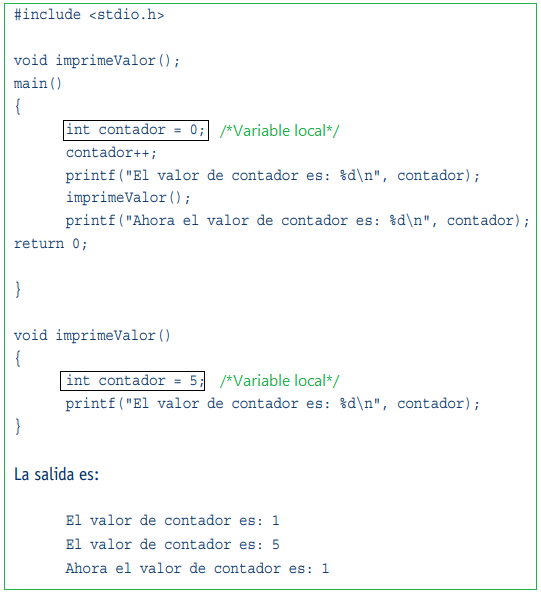 #include <stdio.h>
void imprimeValor();
main()
{
int contador = 0; /*Variable local*/
contador++;
printf("El valor de contador es: %d\n", contador);
imprimeValor();
printf("Ahora el valor de contador es: %d\n", contador);
return 0;
}
void imprimeValor()
{
int contador = 5; /*Variable local*/
printf("El valor de contador es: %d\n", contador);
}
La salida es:
El valor de contador es: 1
El valor de contador es: 5
Ahora el valor de contador es: 1